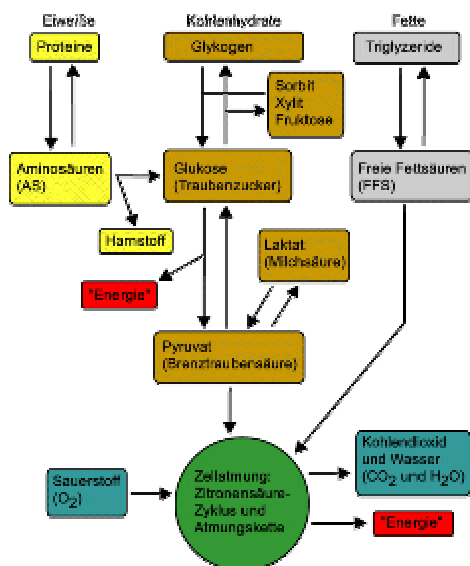 Eiweiße
Kohlenhydrate
Fette
Proteine
Glykogen
Triglyzeride
Sorbit
Xylit
Fruktose
Aminosäuren
(AS)
Glukose
(Traubenzucker)
Freie Fettsäuren
(FFS)
Harnstoff
Laktat
(Milchsäure)
"Energie"
Pyruvat
(Brenztraubensäure)
Sauerstoff
(O₂)
Zellatmung:
Zitronensäure-
Zyklus und
Atmungskette
Kohlendioxid
und Wasser
(CO₂ und H₂O)
"Energie"